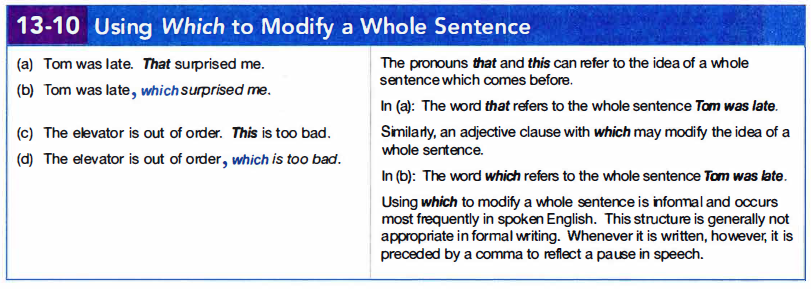 13-10 Using Which to Modify a Whole Sentence
(a) Tom was late. That surprised me.
(b) Tom was late, which surprised me.
(c) The elevator is out of order. This is too bad.
(d) The elevator is out of order, which is too bad.
The pronouns that and this can refer to the idea of a whole
sentence which comes before.
In (a): The word that refers to the whole sentence Tom was late.
Similarly, an adjective clause with which may modify the idea of a
whole sentence.
In (b): The word which refers to the whole sentence Tom was late.
Using which to modify a whole sentence is informal and occurs
most frequently in spoken English. This structure is generally not
appropriate in formal writing. Whenever it is written, however, it is
preceded by a comma to reflect a pause in speech.